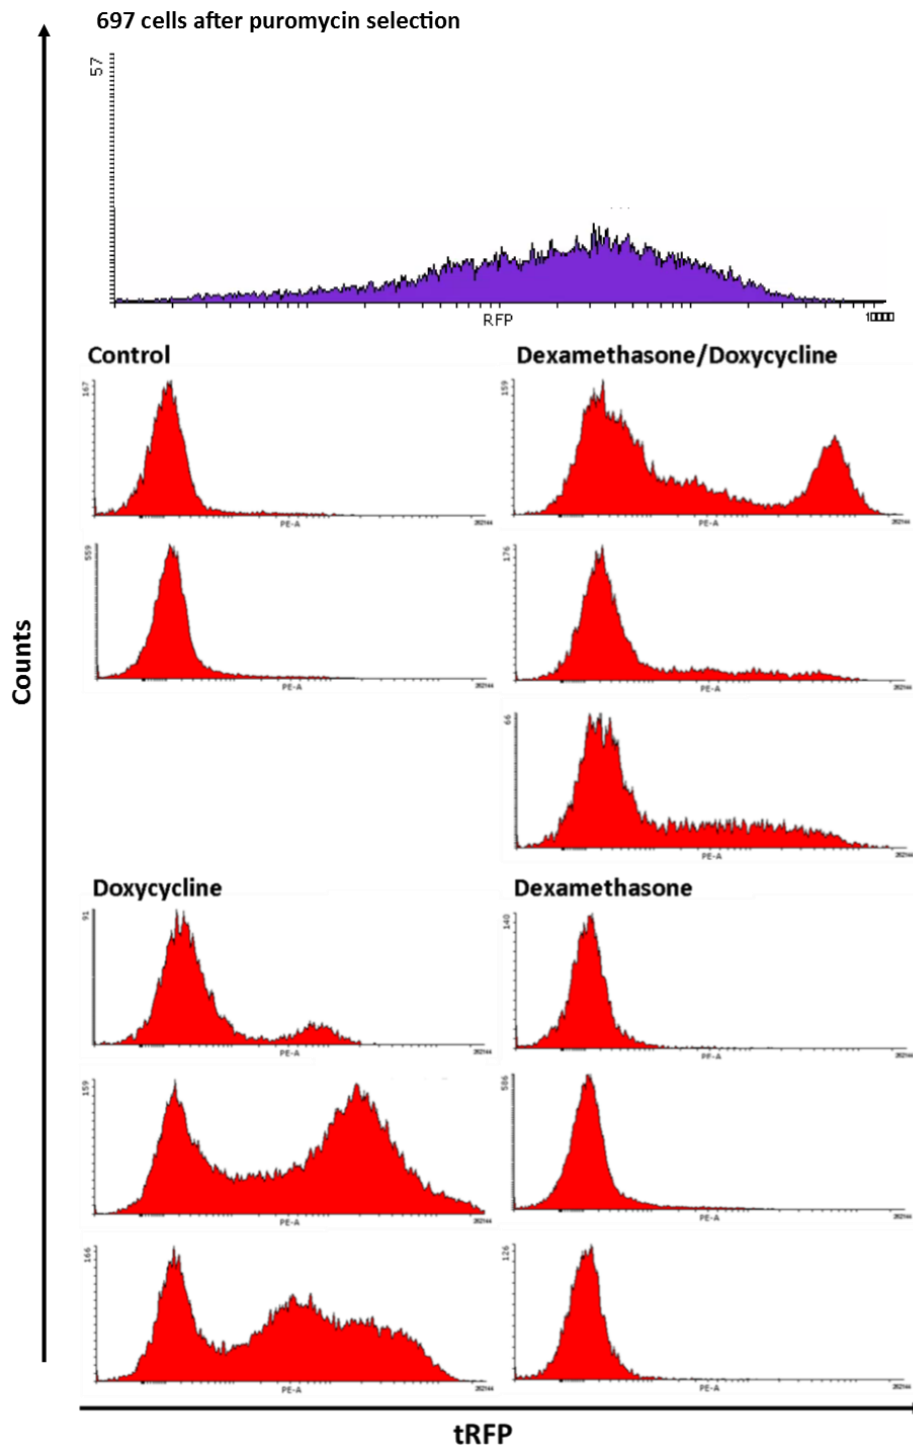 697 cells after puromycin selection
57
RFP
Control
Dexamethasone/Doxycycline
167
PE-A
262144
159
PE-A
262144
559
PE-A
262144
176
PE-A
262144
Counts
66
PE-A
262144
Doxycycline
Dexamethasone
91
PE-A
262144
140
PE-A
262144
159
PE-A
262144
586
PE-A
262144
166
PE-A
262144
126
PE-A
262144
tRFP